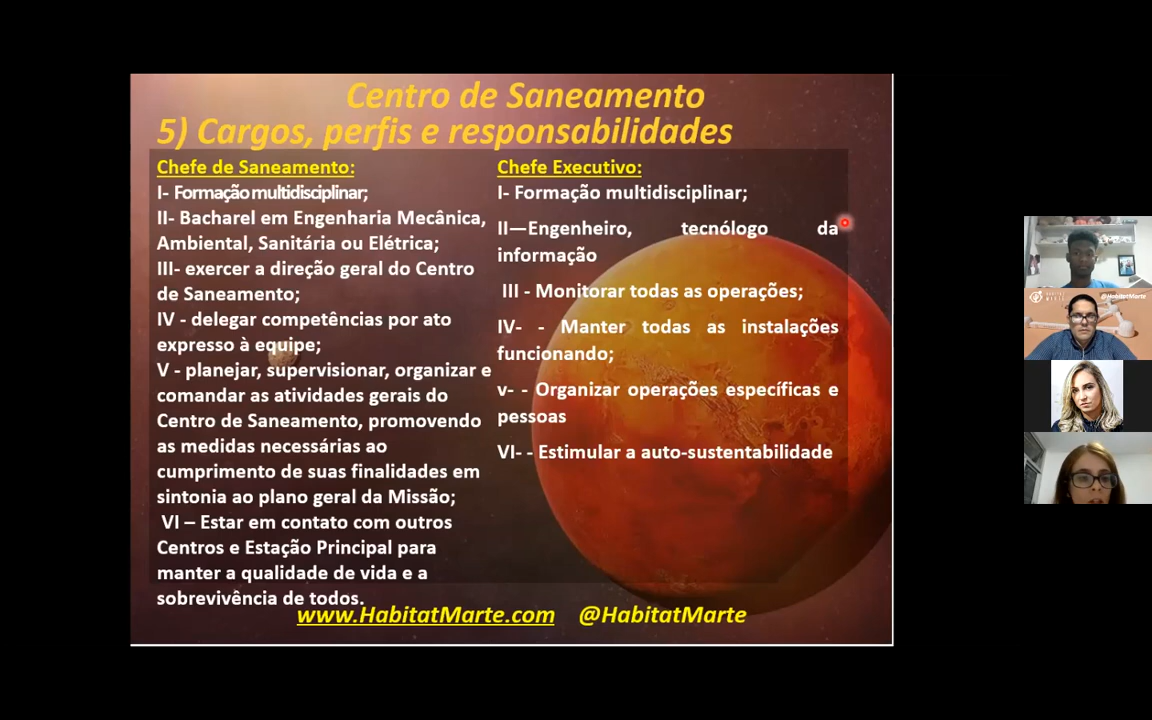 Centro de Saneamento
5) Cargos, perfis e responsabilidades
Chefe de Saneamento:
I- Formação multidisciplinar;
II- Bacharel em Engenharia Mecânica,
Ambiental, Sanitária ou Elétrica;
III- exercer a direção geral do Centro
de Saneamento;
IV - delegar competências por ato
expresso à equipe;
V - planejar, supervisionar, organizar e
comandar as atividades gerais do
Centro de Saneamento, promovendo
as medidas necessárias ao
cumprimento de suas finalidades em
sintonia ao plano geral da Missão;
VI – Estar em contato com outros
Centros e Estação Principal para
manter a qualidade de vida e a
sobrevivência de todos.
Chefe Executivo:
I- Formação multidisciplinar;
II—Engenheiro, tecnólogo da
informação
III - Monitorar todas as operações;
IV- - Manter todas as instalações
funcionando;
v- - Organizar operações específicas e
pessoas
VI- - Estimular a auto-sustentabilidade
www.HabitatMarte.com @HabitatMarte
@HabitatMarte